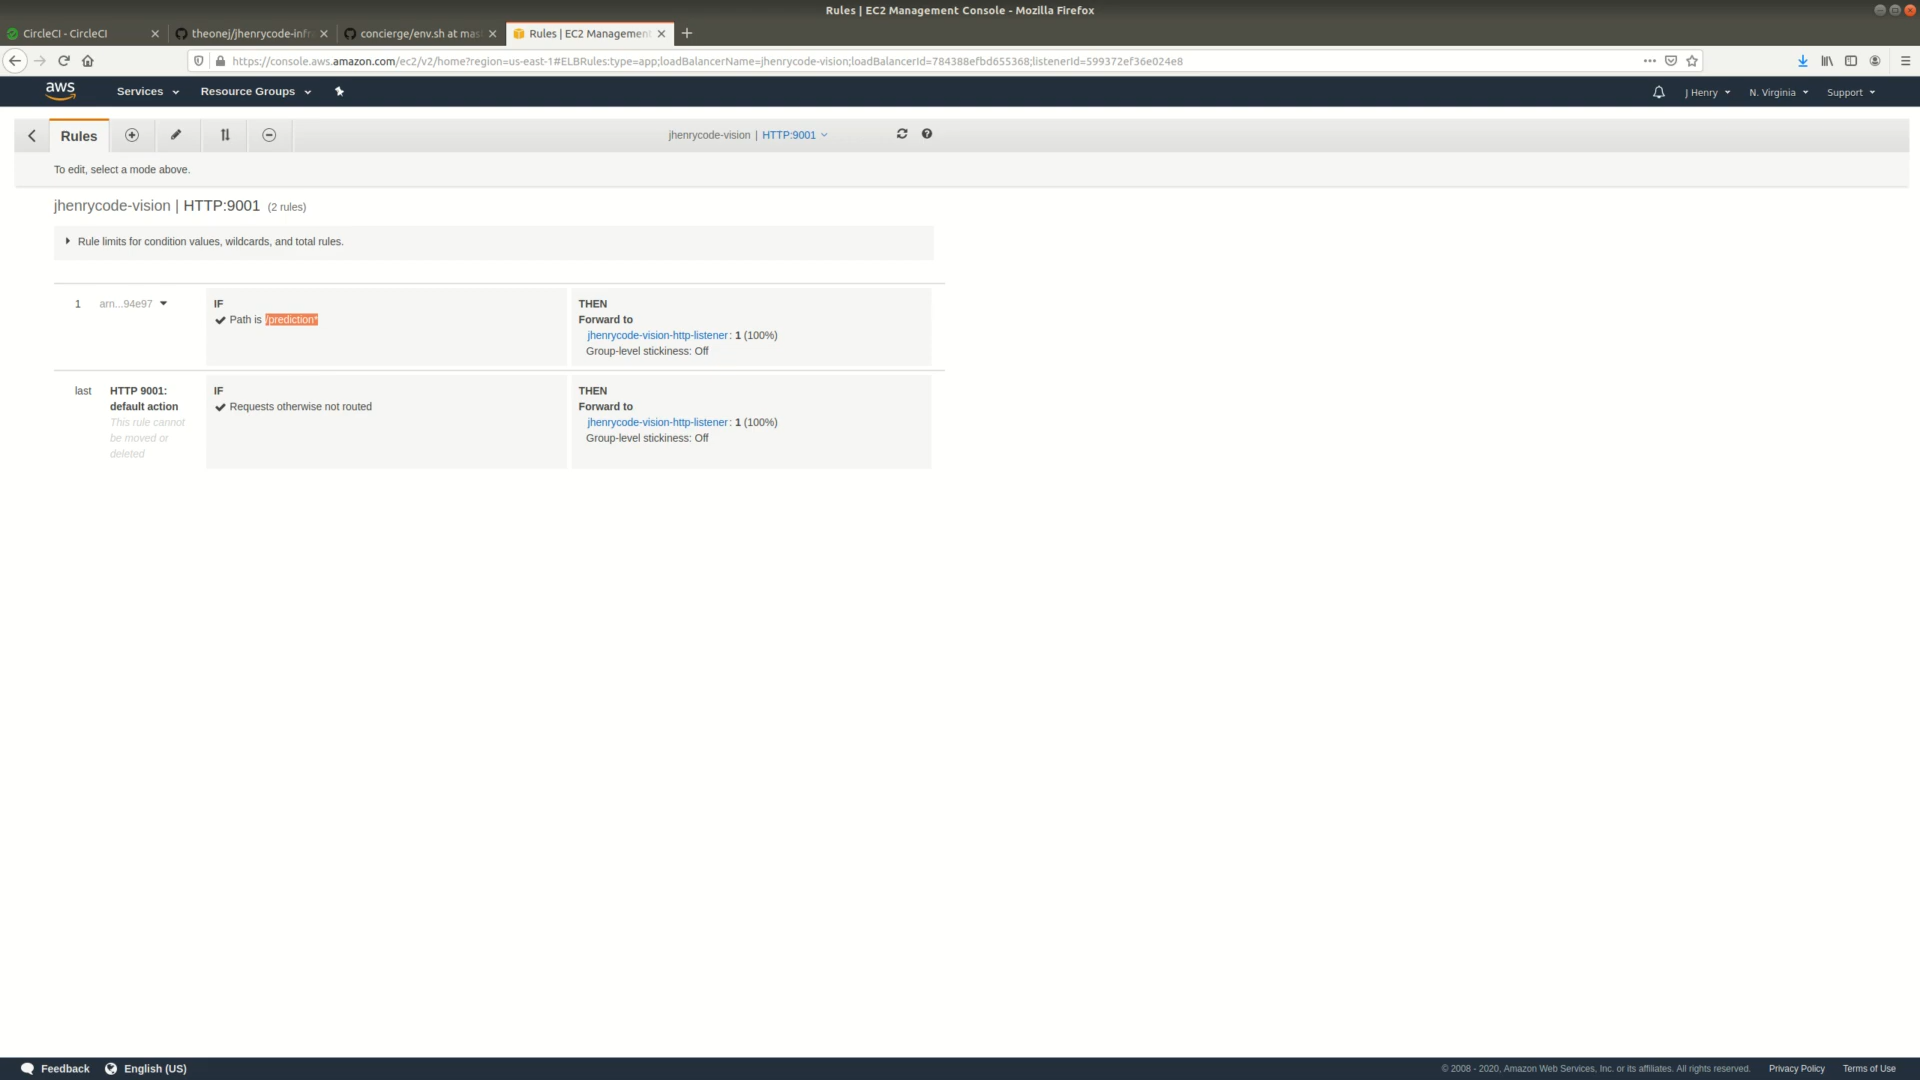 Rules | EC2 Management Console - Mozilla Firefox
CircleCI - CircleCI
theonej/jhenrycode-infr
concierge/env.sh at mas
Rules | EC2 Management
https://console.aws.amazon.com/ec2/v2/home?region=us-east-1#ELBRules:type=app;loadBalancerName=jhenrycode-vision;loadBalancerId=784388efbd655368;listenerId=599372ef36e024e8
aws
Services
Resource Groups
J Henry
N. Virginia
Support
Rules
jhenrycode-vision | HTTP:9001
To edit, select a mode above.
jhenrycode-vision | HTTP:9001 (2 rules)
Rule limits for condition values, wildcards, and total rules.
1 arn...94e97
IF
Path is /prediction*
THEN
Forward to
jhenrycode-vision-http-listener: 1 (100%)
Group-level stickiness: Off
last
HTTP 9001:
default action
This rule cannot
be moved or
deleted
IF
Requests otherwise not routed
THEN
Forward to
jhenrycode-vision-http-listener: 1 (100%)
Group-level stickiness: Off
Feedback
English (US)
© 2008 - 2020, Amazon Web Services, Inc. or its affiliates. All rights reserved.
Privacy Policy
Terms of Use